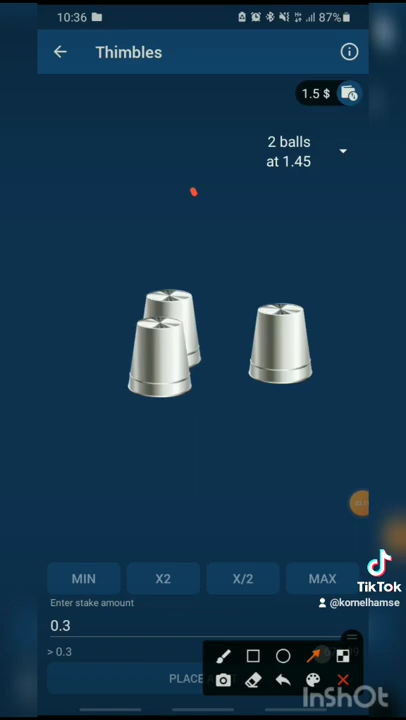 10:36
87%
Thimbles
1.5 $
2 balls
at 1.45
MIN X2 X/2 MAX
Enter stake amount
0.3
> 0.3
PLACE A
TikTok
@kornelhamse
InShOt